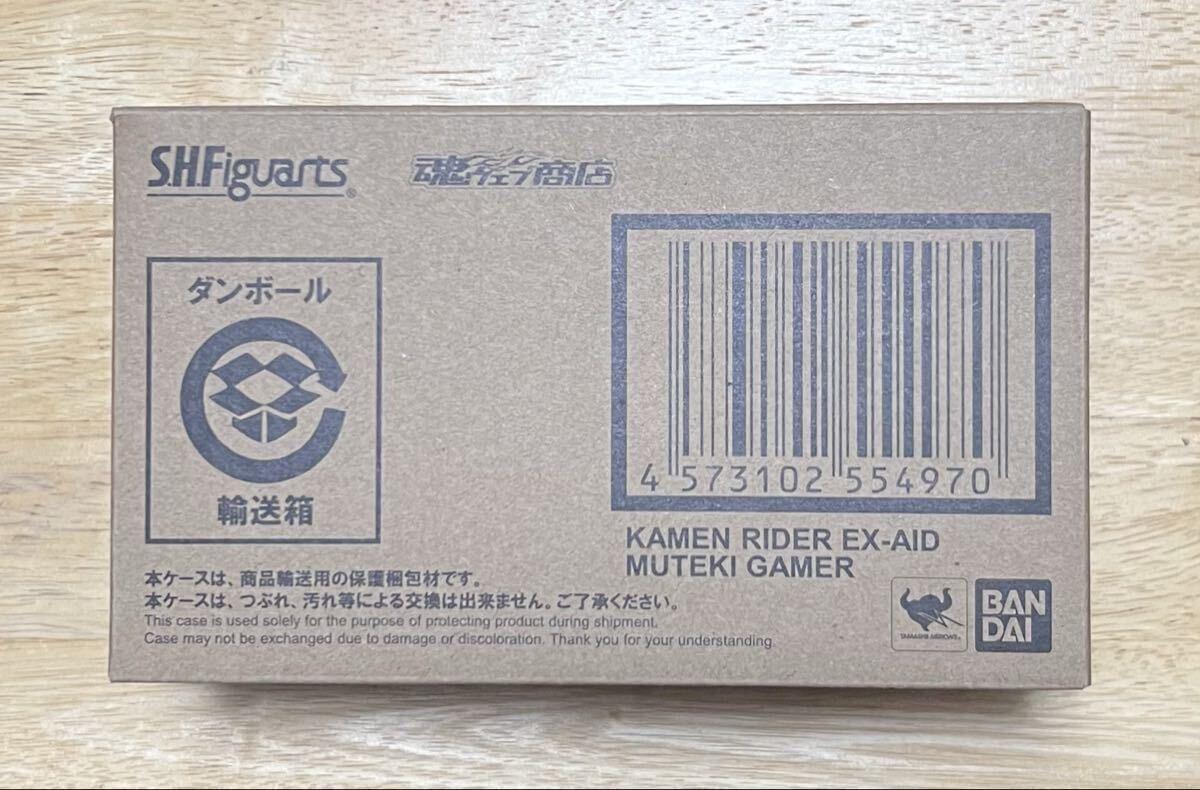 S.H.Figuarts®
魂ウェブ商店
ダンボール
輸送箱
4 573102 554970
KAMEN RIDER EX-AID
MUTEKI GAMER
本ケースは、商品輸送用の保護梱包材です。
本ケースは、つぶれ、汚れ等による交換は出来ません。ご了承ください。
This case is used solely for the purpose of protecting product during shipment.
Case may not be exchanged due to damage or discoloration. Thank you for your understanding.
TAMASHII NATIONS
BAN
DAI